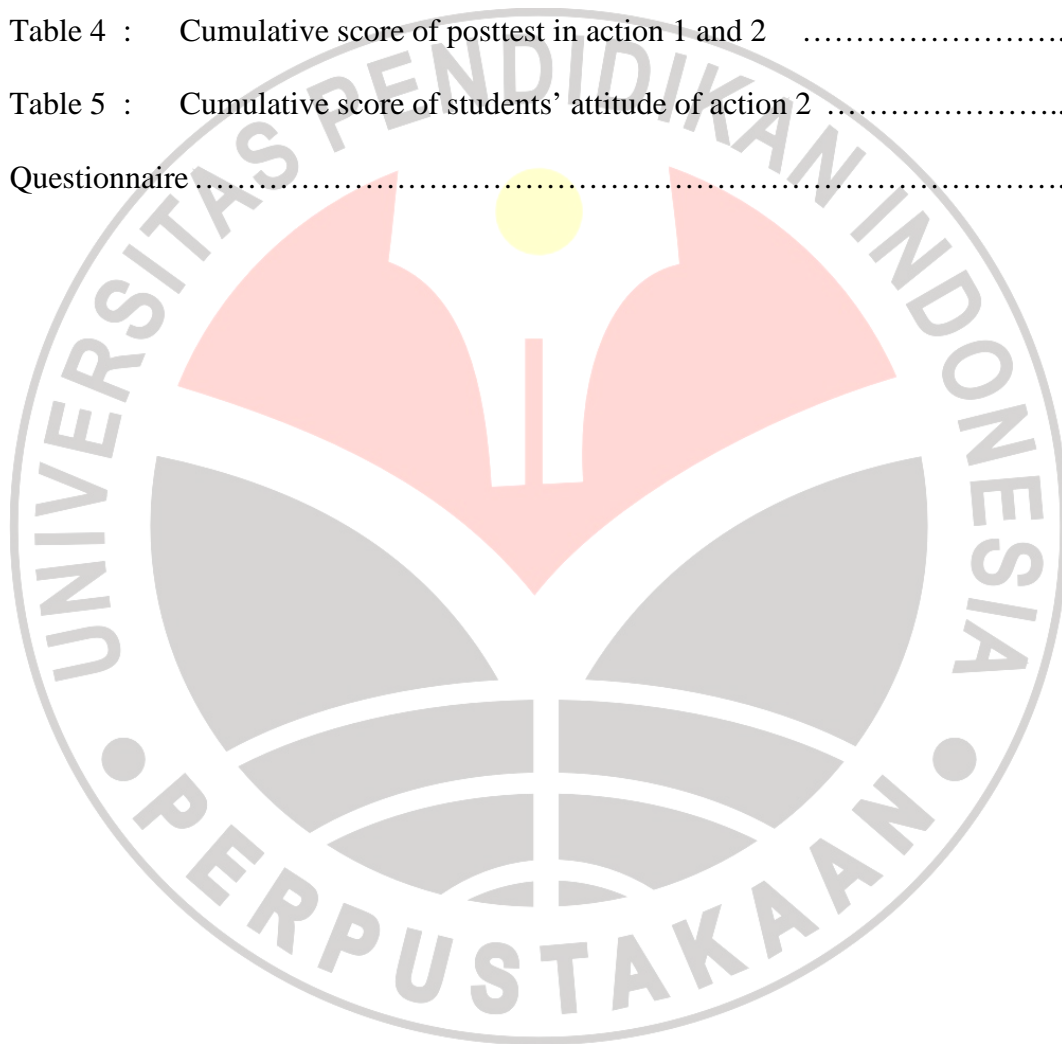 Table 4 : Cumulative score of posttest in action 1 and 2 …………………….
Table 5 : Cumulative score of students’ attitude of action 2 …………………..
Questionnaire……………………………………………………………………….
UNIVERSITAS PENDIDIKAN INDONESIA
PERPUSTAKAAN